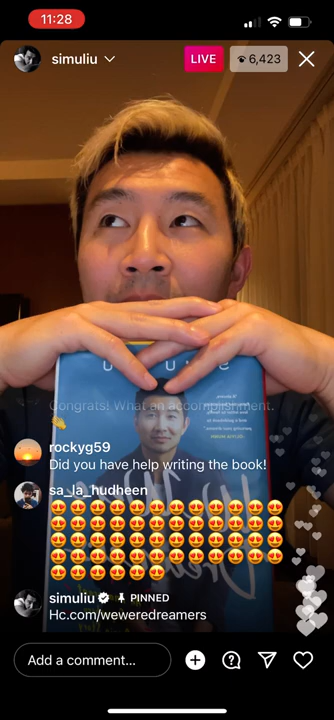 11:28
simuliu
LIVE
6,423
Congrats! What an accomplishment.
rockyg59
Did you have help writing the book!
sa_la_hudheen
simuliu
PINNED
Hc.com/weweredreamers
Add a comment...